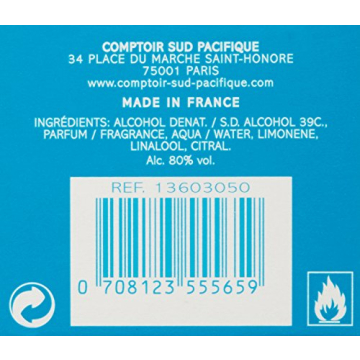 COMPTOIR SUD PACIFIQUE
34 PLACE DU MARCHE SAINT-HONORE
75001 PARIS
www.comptoir-sud-pacifique.com
MADE IN FRANCE
INGRÉDIENTS: ALCOHOL DENAT. / S.D. ALCOHOL 39C.,
PARFUM / FRAGRANCE, AQUA / WATER, LIMONENE,
LINALOOL, CITRAL.
Alc. 80% vol.
REF. 13603050
0 708123 555659